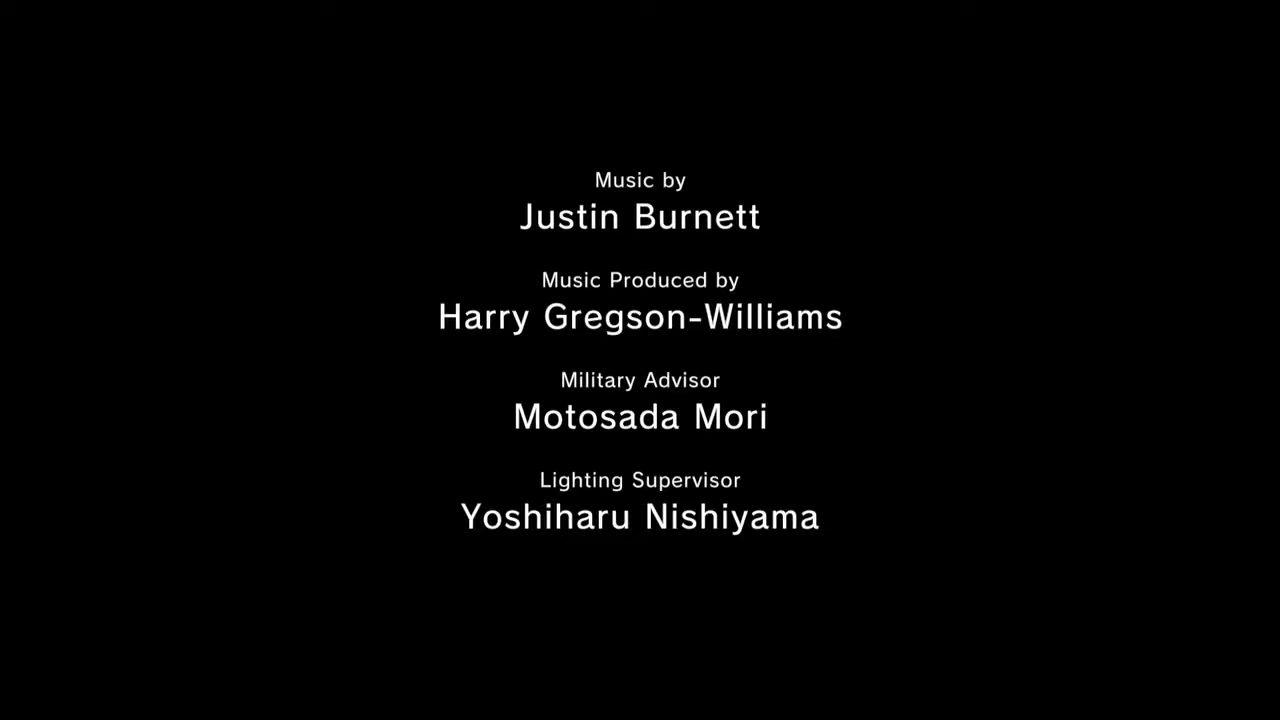 Music by
Justin Burnett
Music Produced by
Harry Gregson-Williams
Military Advisor
Motosada Mori
Lighting Supervisor
Yoshiharu Nishiyama